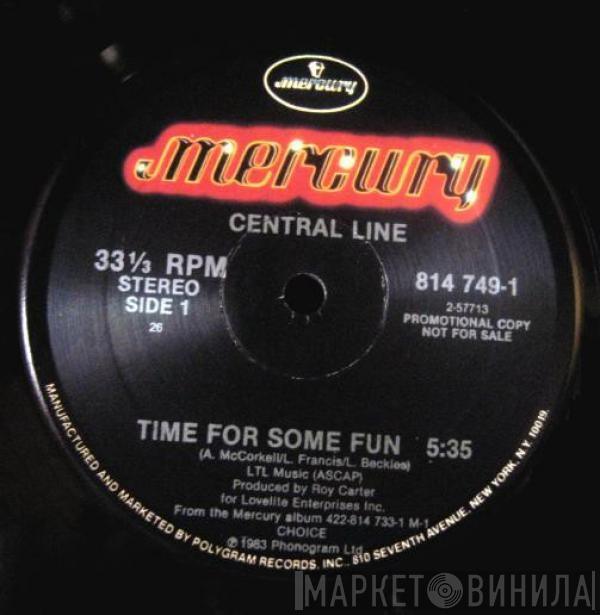 mercury
mercury
CENTRAL LINE
33 1/3 RPM
STEREO
SIDE 1
26
814 749-1
2-57713
PROMOTIONAL COPY
NOT FOR SALE
TIME FOR SOME FUN 5:35
(A. McCorkell/L. Francis/L. Beckles)
LTL Music (ASCAP)
Produced by Roy Carter
for Lovelite Enterprises Inc.
From the Mercury album 422-814 733-1 M-1
CHOICE
℗ 1983 Phonogram Ltd.
MANUFACTURED AND MARKETED BY POLYGRAM RECORDS, INC., 810 SEVENTH AVENUE, NEW YORK, N.Y. 10019.
МАРКЕТ ВИНИЛА